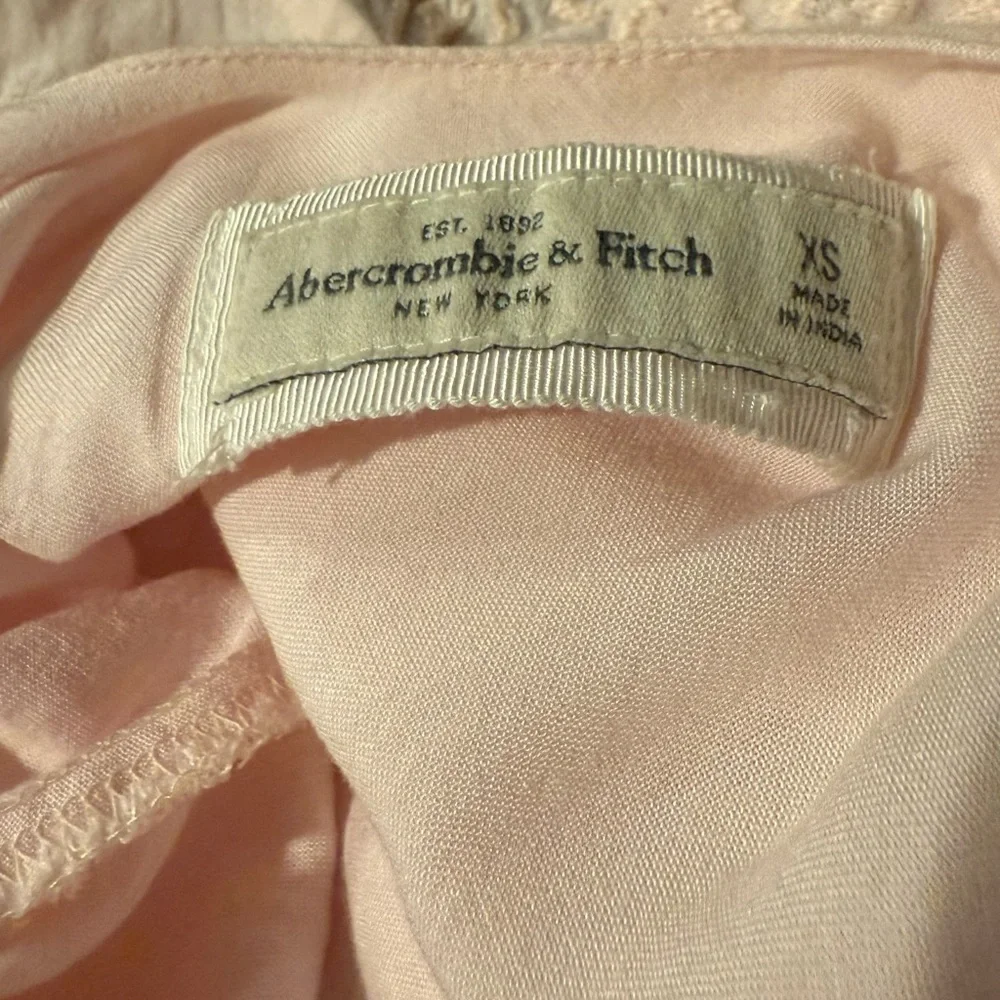 EST. 1892
Abercrombie & Fitch
NEW YORK
XS
MADE
IN INDIA